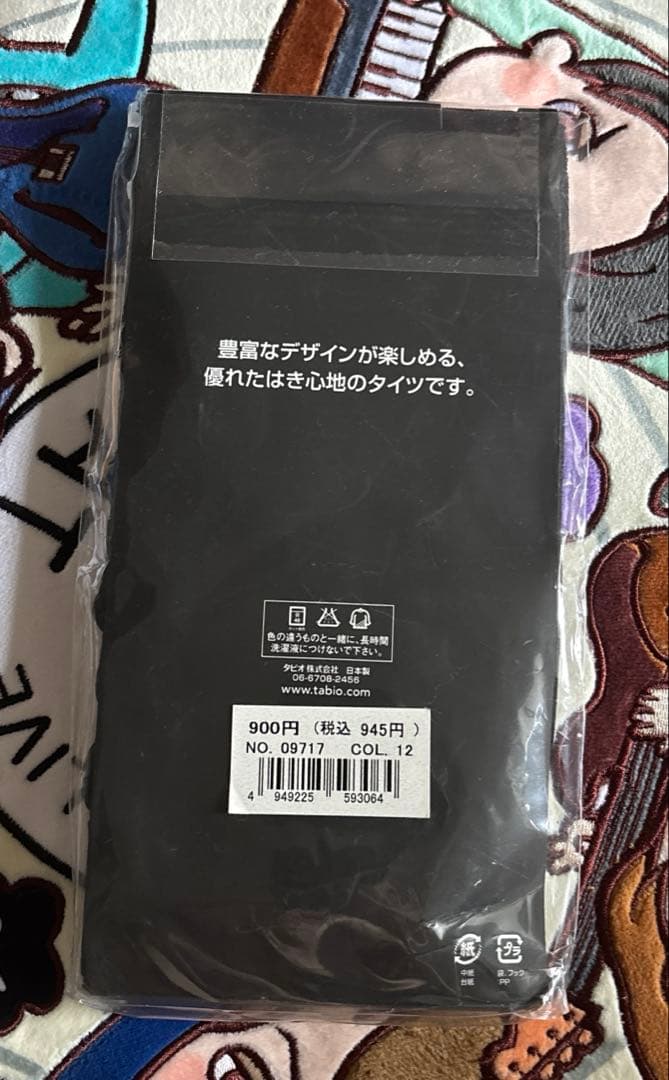 豊富なデザインが楽しめる、
優れたはき心地のタイツです。
色の違うものと一緒に、長時間
洗濯液につけないで下さい。
タビオ株式会社 日本製
06-6708-2456
www.tabio.com
900円 (税込 945円 )
NO. 09717 COL. 12
4 949225 593064
紙 プラ
中紙 袋、フック
台紙 PP
IVE